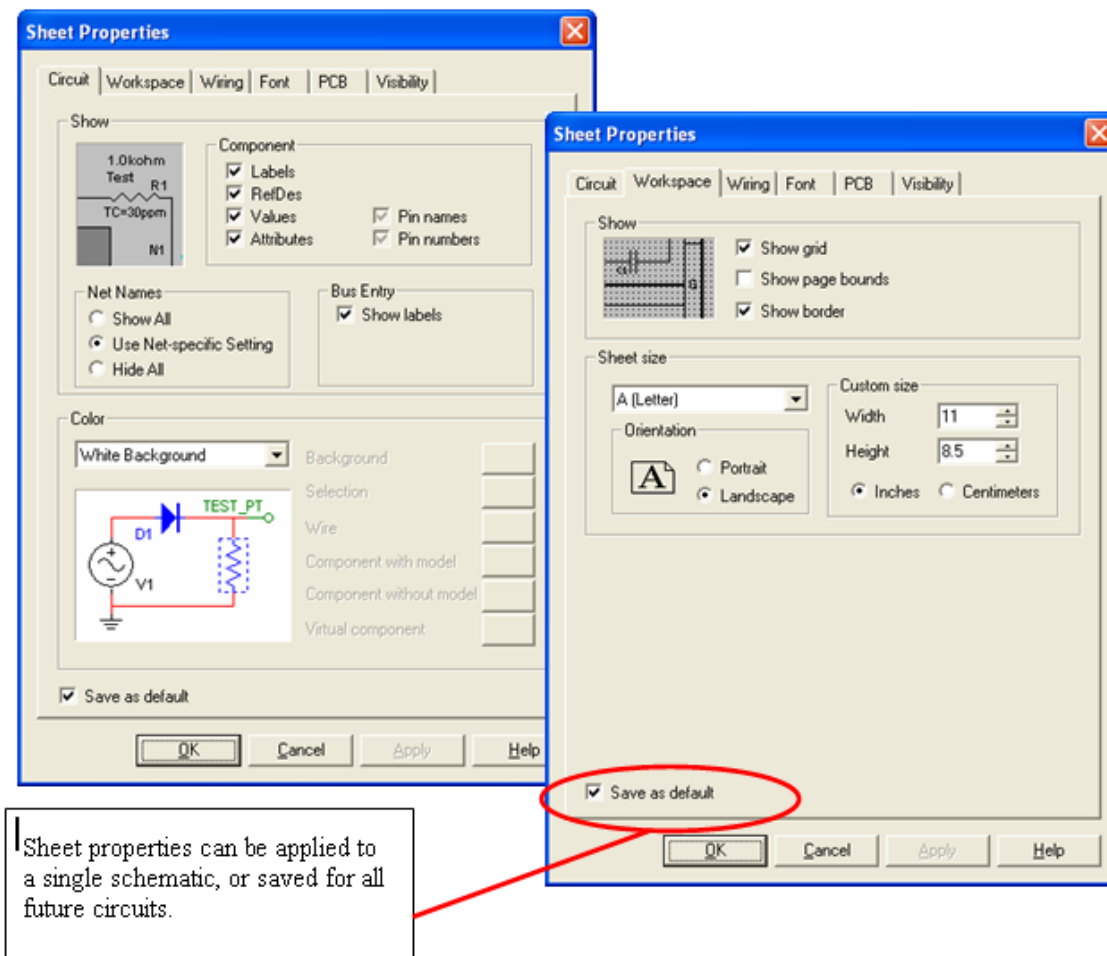 Sheet Properties
Circuit Workspace Wiring Font PCB Visibility
Show
1.0kohm
Test
R1
TC=30ppm
N1
Component
Labels
RefDes
Values
Attributes
Pin names
Pin numbers
Net Names
Show All
Use Net-specific Setting
Hide All
Bus Entry
Show labels
Color
White Background
TEST_PT
D1
V1
Background
Selection
Wire
Component with model
Component without model
Virtual component
Save as default
OK Cancel Apply Help
Sheet Properties
Circuit Workspace Wiring Font PCB Visibility
Show
G
Show grid
Show page bounds
Show border
Sheet size
A (Letter)
Orientation
A
Portrait
Landscape
Custom size
Width 11
Height 8.5
Inches Centimeters
Save as default
OK Cancel Apply Help
Sheet properties can be applied to
a single schematic, or saved for all
future circuits.